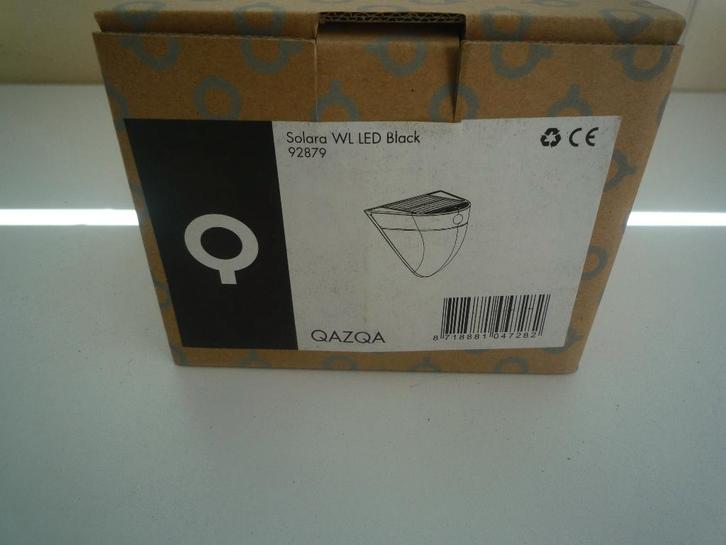 Solara WL LED Black
92879
CE
QAZQA
8 718881 047282